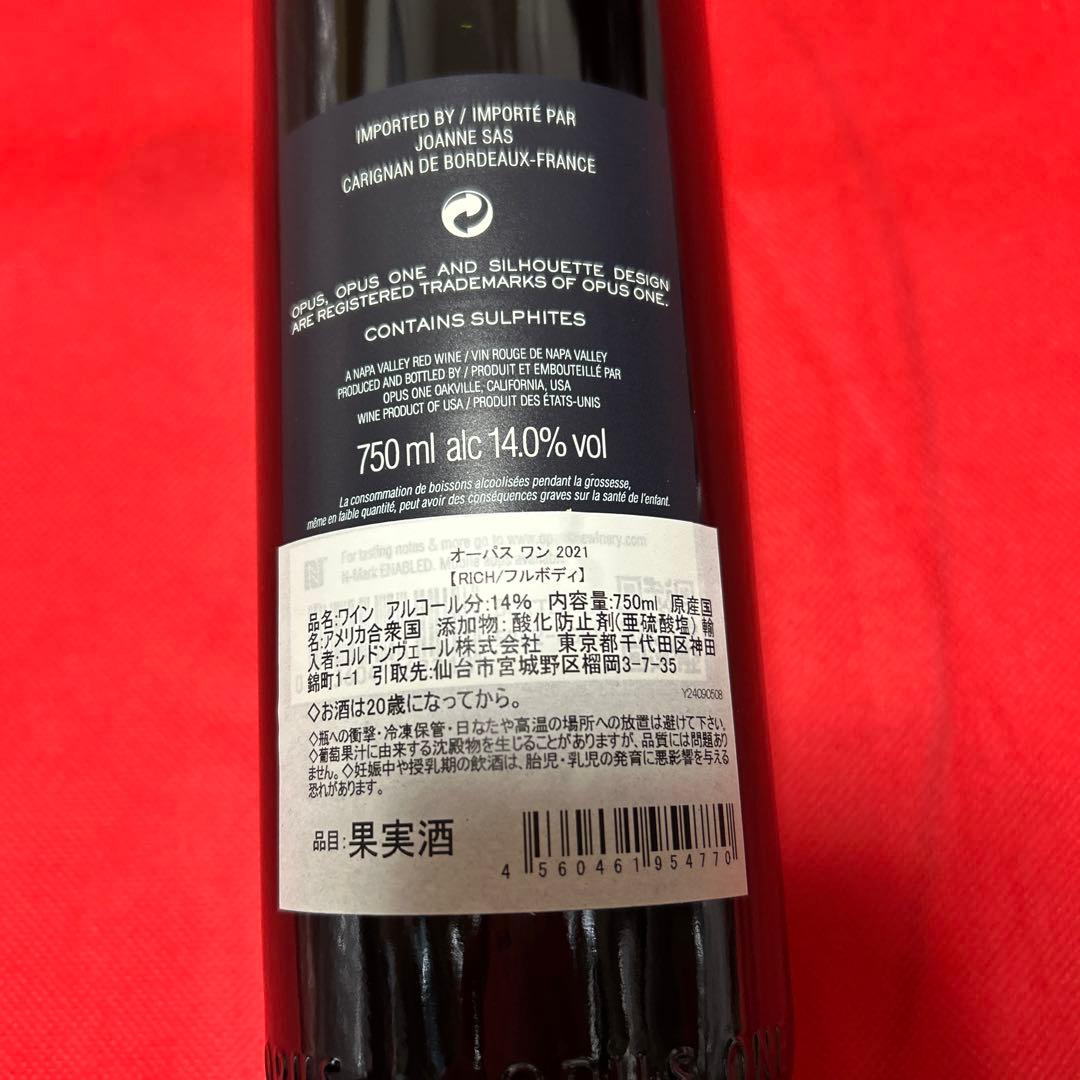 IMPORTED BY / IMPORTÉ PAR
JOANNE SAS
CARIGNAN DE BORDEAUX-FRANCE
OPUS, OPUS ONE AND SILHOUETTE DESIGN
ARE REGISTERED TRADEMARKS OF OPUS ONE.
CONTAINS SULPHITES
A NAPA VALLEY RED WINE / VIN ROUGE DE NAPA VALLEY
PRODUCED AND BOTTLED BY / PRODUIT ET EMBOUTEILLÉ PAR
OPUS ONE OAKVILLE, CALIFORNIA, USA
WINE PRODUCT OF USA / PRODUIT DES ÉTATS-UNIS
750 ml alc 14.0% vol
La consommation de boissons alcoolisées pendant la grossesse,
même en faible quantité, peut avoir des conséquences graves sur la santé de l'enfant.
For tasting notes & more go to
N-Mark ENABLED.
オーパス ワン 2021
【RICH/フルボディ】
品名:ワイン アルコール分:14% 内容量:750ml 原産国
名:アメリカ合衆国 添加物:酸化防止剤(亜硫酸塩) 輸
入者:コルドンヴェール株式会社 東京都千代田区神田
錦町1-1 引取先:仙台市宮城野区榴岡3-7-35
Y24090508
◇お酒は20歳になってから。
◇瓶への衝撃・冷凍保管・日なたや高温の場所への放置は避けて下さい。
◇葡萄果汁に由来する沈殿物を生じることがありますが、品質には問題あり
ません。◇妊娠中や授乳期の飲酒は、胎児・乳児の発育に悪影響を与える
恐れがあります。
品目:果実酒
4 560461 954770